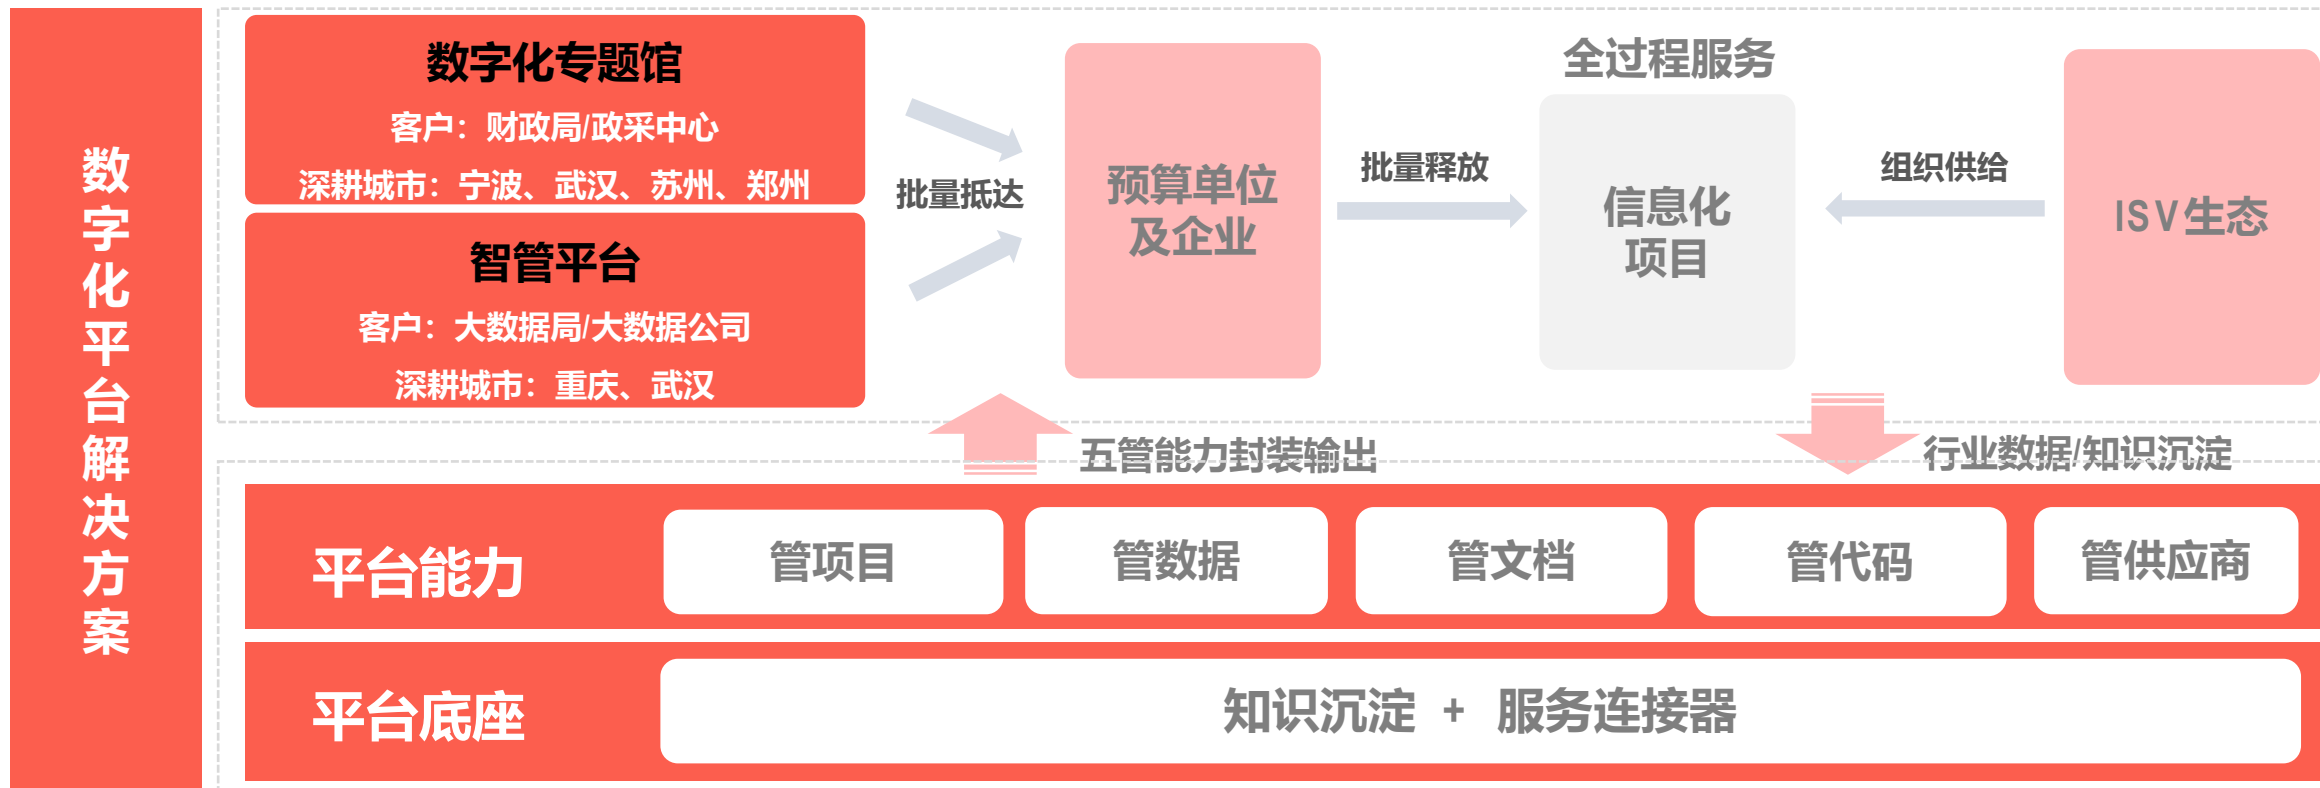 数字化平台解决方案
数字化专题馆
客户：财政局/政采中心
深耕城市：宁波、武汉、苏州、郑州
智管平台
客户：大数据局/大数据公司
深耕城市：重庆、武汉
批量抵达
预算单位
及企业
批量释放
全过程服务
信息化
项目
组织供给
ISV生态
五管能力封装输出
行业数据/知识沉淀
平台能力
管项目
管数据
管文档
管代码
管供应商
平台底座
知识沉淀 + 服务连接器